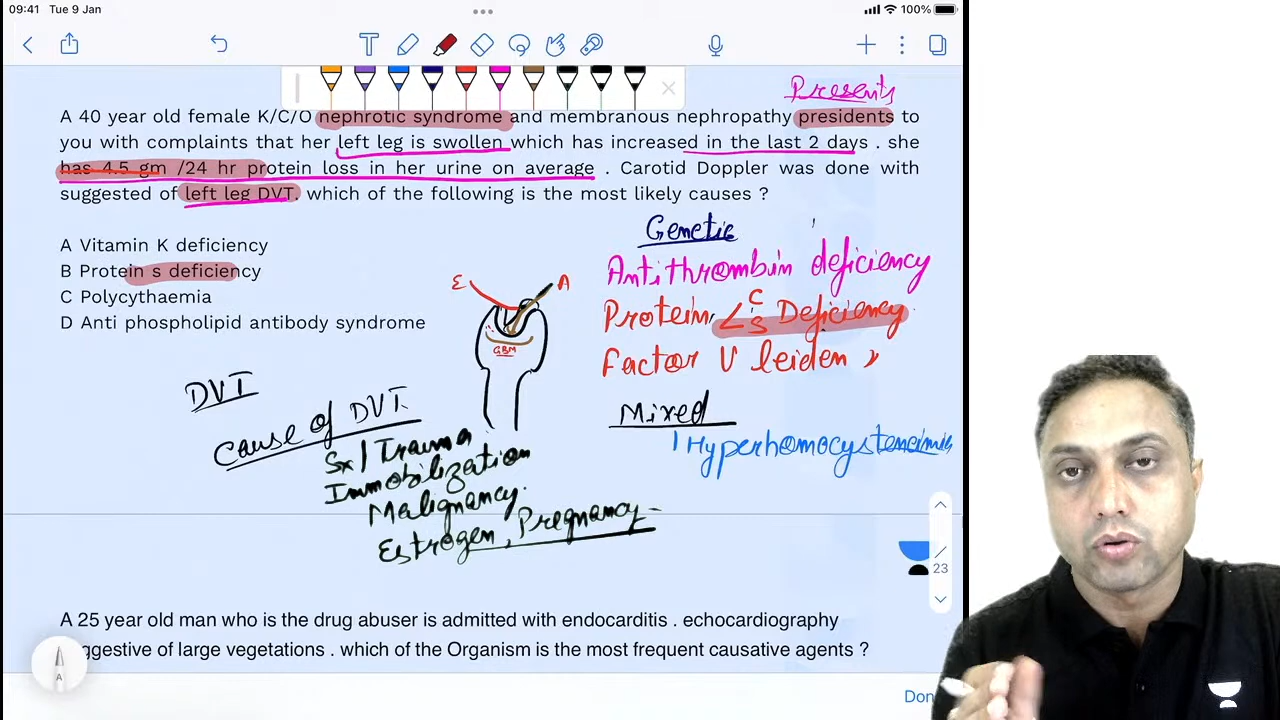 09:41 Tue 9 Jan
100%
Presents
A 40 year old female K/C/O nephrotic syndrome and membranous nephropathy presidents to
you with complaints that her left leg is swollen which has increased in the last 2 days . she
has 4.5 gm /24 hr protein loss in her urine on average . Carotid Doppler was done with
suggested of left leg DVT. which of the following is the most likely causes ?
A Vitamin K deficiency
B Protein s deficiency
C Polycythaemia
D Anti phospholipid antibody syndrome
Genetic
Antithrombin deficiency
Protein C S Deficiency
Factor V leiden
Mixed
E A
GBM
DVT
Cause of DVT
Sx / Trauma
Immobilization
Malignancy
Estrogen, Pregnancy
23
A 25 year old man who is the drug abuser is admitted with endocarditis . echocardiography
ggestive of large vegetations . which of the Organism is the most frequent causative agents ?
A
Don